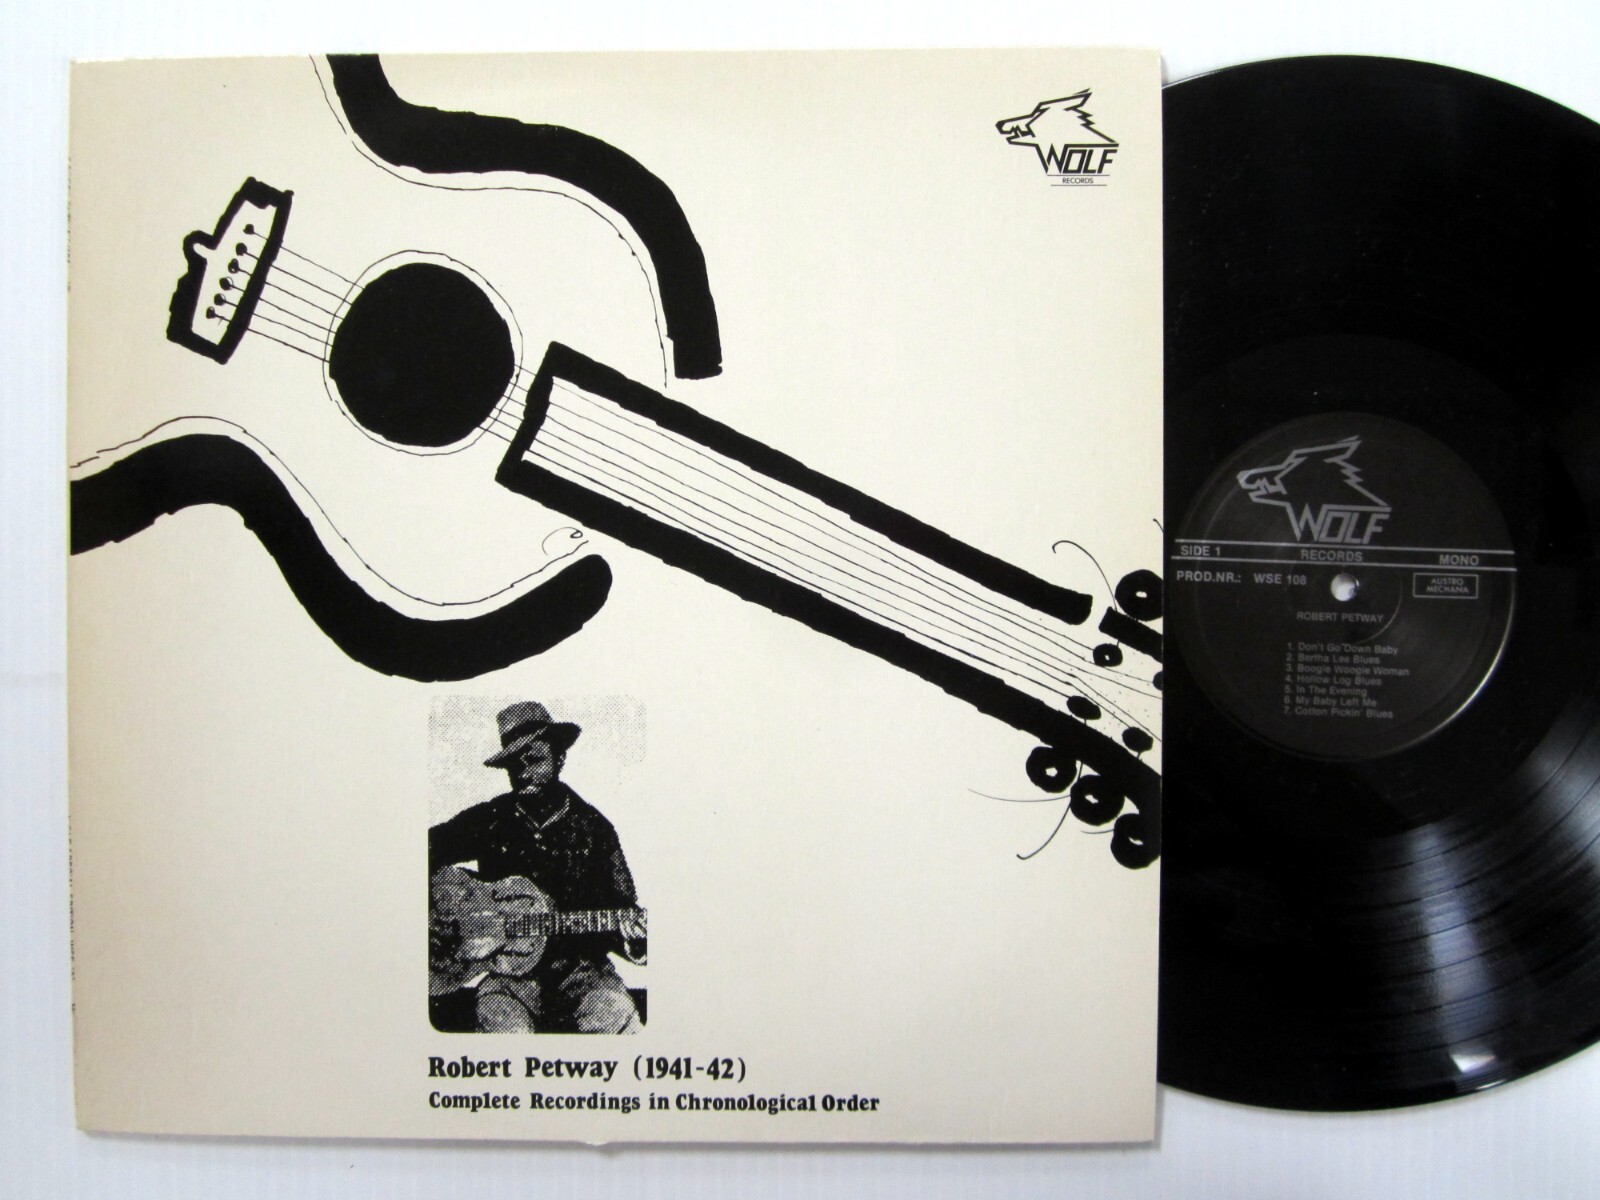 WOLF
RECORDS
Robert Petway (1941-42)
Complete Recordings in Chronological Order
WOLF
SIDE 1
RECORDS
MONO
PROD.NR.: WSE 108
AUSTRO
MECHANA
ROBERT PETWAY
1. Don't Go Down Baby
2. Bertha Lee Blues
3. Boogie Woogie Woman
4. Hollow Log Blues
5. In The Evening
6. My Baby Left Me
7. Cotton Pickin' Blues